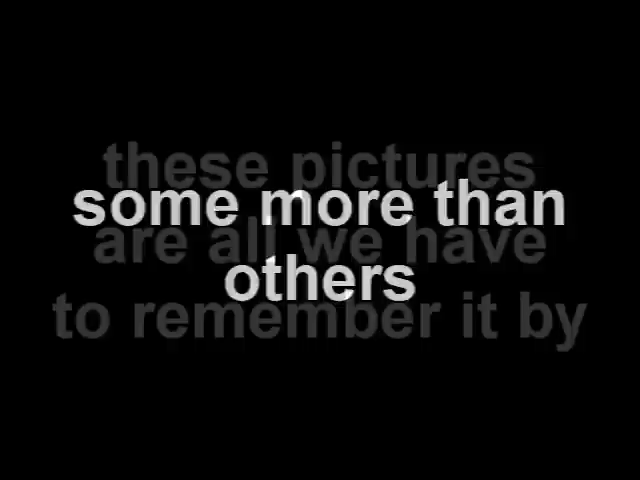 these pictures
some more than
are all we have
others
to remember it by